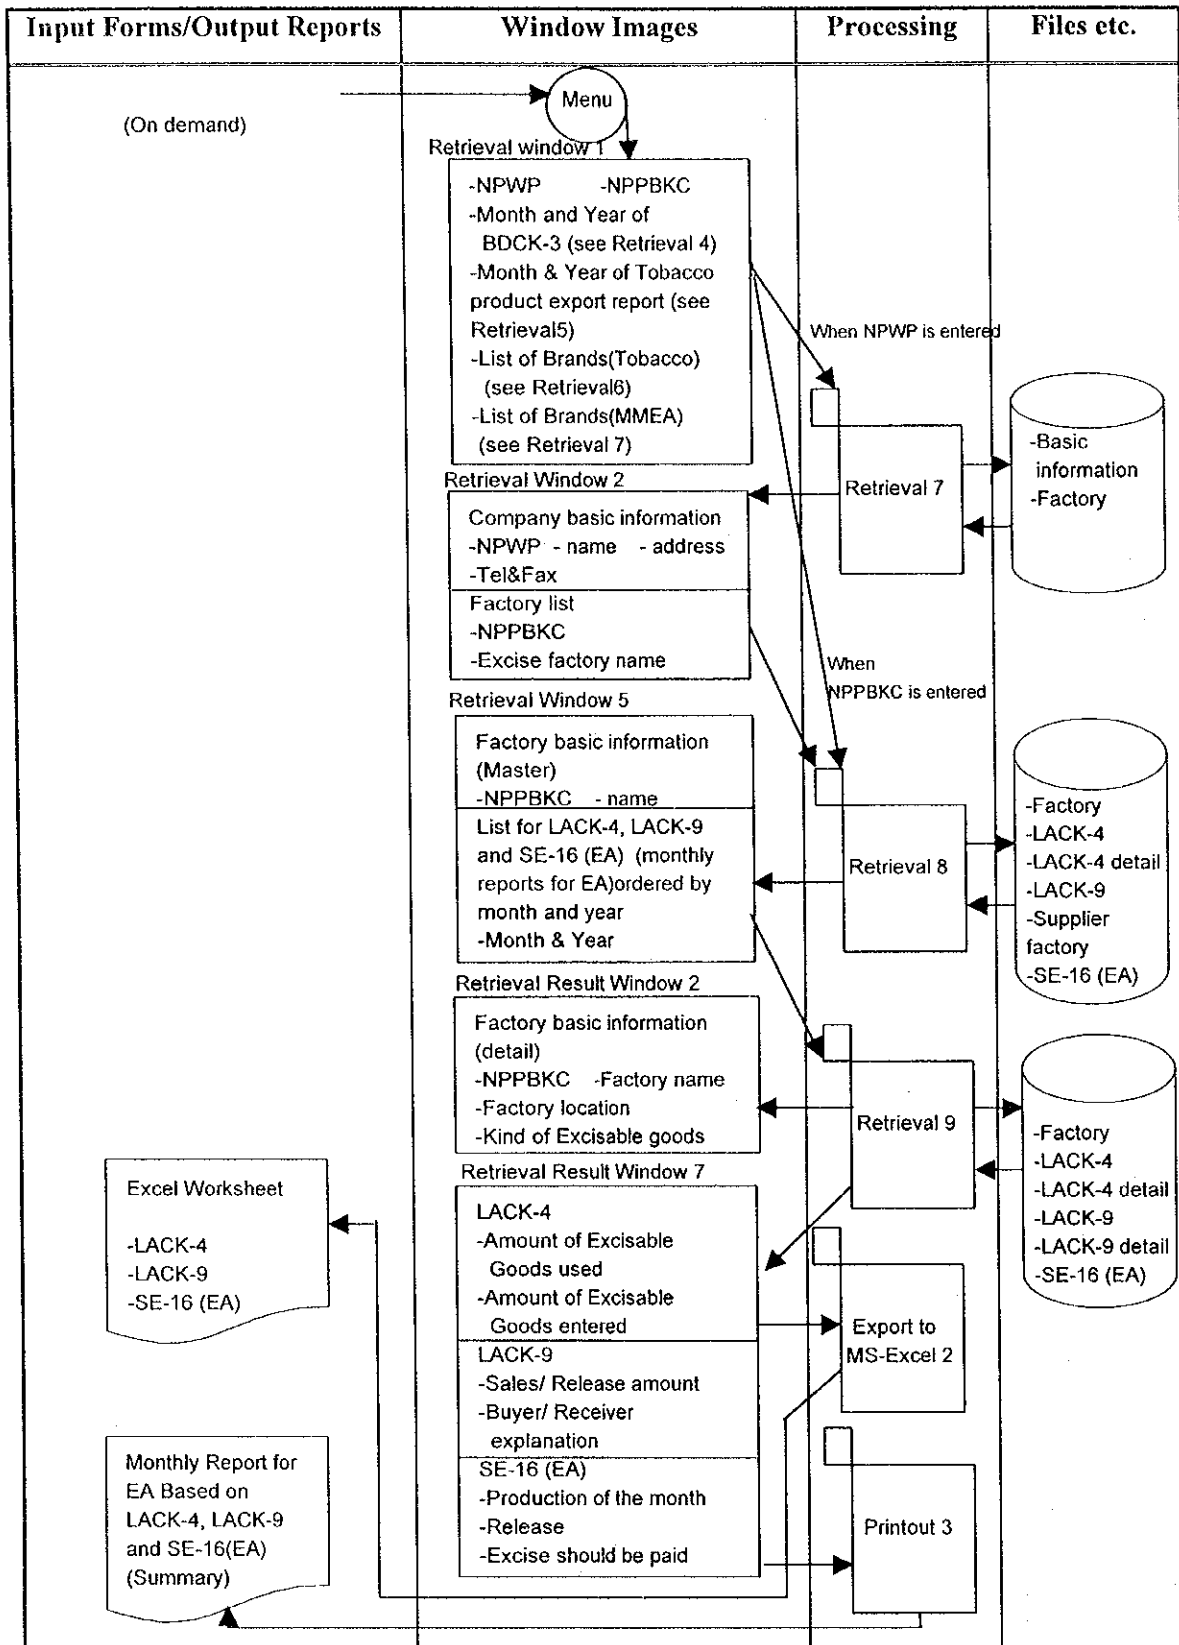 Input Forms/Output Reports
Window Images
Processing
Files etc.
(On demand)
Menu
Retrieval window 1
-NPWP -NPPBKC
-Month and Year of
BDCK-3 (see Retrieval 4)
-Month & Year of Tobacco
product export report (see
Retrieval5)
-List of Brands(Tobacco)
(see Retrieval6)
-List of Brands(MMEA)
(see Retrieval 7)
When NPWP is entered
Retrieval 7
-Basic
information
-Factory
Retrieval Window 2
Company basic information
-NPWP - name - address
-Tel&Fax
Factory list
-NPPBKC
-Excise factory name
When
NPPBKC is entered
Retrieval Window 5
Factory basic information
(Master)
-NPPBKC - name
List for LACK-4, LACK-9
and SE-16 (EA) (monthly
reports for EA)ordered by
month and year
-Month & Year
Retrieval 8
-Factory
-LACK-4
-LACK-4 detail
-LACK-9
-Supplier
factory
-SE-16 (EA)
Retrieval Result Window 2
Factory basic information
(detail)
-NPPBKC -Factory name
-Factory location
-Kind of Excisable goods
Retrieval 9
-Factory
-LACK-4
-LACK-4 detail
-LACK-9
-LACK-9 detail
-SE-16 (EA)
Retrieval Result Window 7
LACK-4
-Amount of Excisable
Goods used
-Amount of Excisable
Goods entered
LACK-9
-Sales/ Release amount
-Buyer/ Receiver
explanation
SE-16 (EA)
-Production of the month
-Release
-Excise should be paid
Export to
MS-Excel 2
Printout 3
Excel Worksheet
-LACK-4
-LACK-9
-SE-16 (EA)
Monthly Report for
EA Based on
LACK-4, LACK-9
and SE-16(EA)
(Summary)